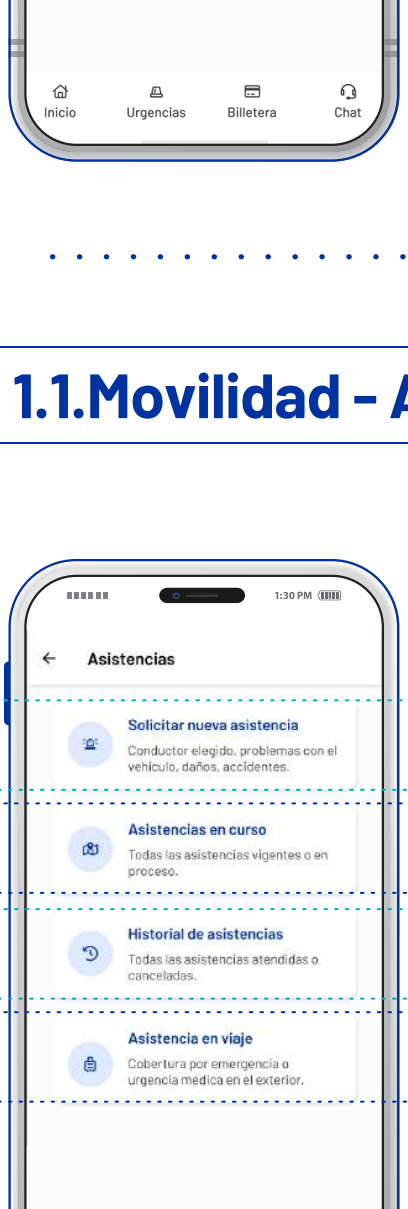 Inicio
Urgencias
Billetera
Chat
1.1.Movilidad - A
1:30 PM
Asistencias
Solicitar nueva asistencia
Conductor elegido, problemas con el
vehículo, daños, accidentes.
Asistencias en curso
Todas las asistencias vigentes o en
proceso.
Historial de asistencias
Todas las asistencias atendidas o
canceladas.
Asistencia en viaje
Cobertura por emergencia o
urgencia médica en el exterior.